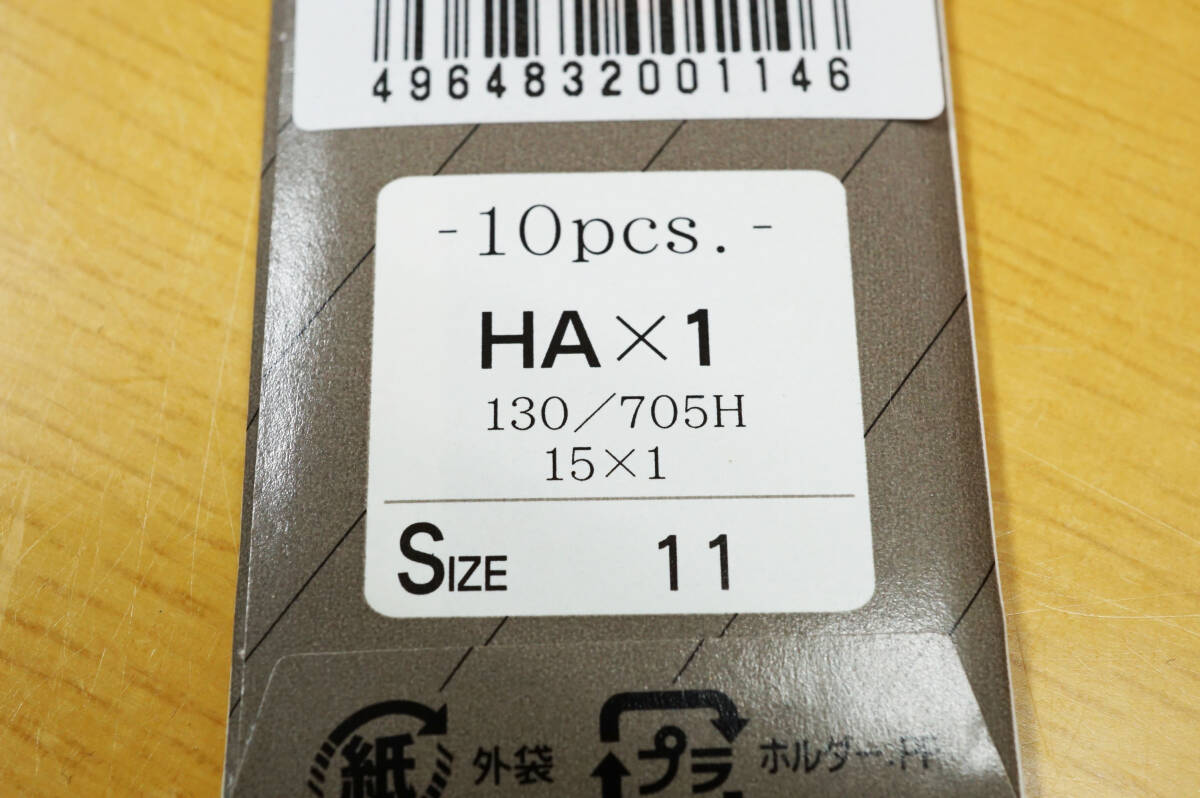 4964832001146
-10pcs.-
HA×1
130/705H
15×1
SIZE 11
紙 外袋
プラ ホルダー:PP